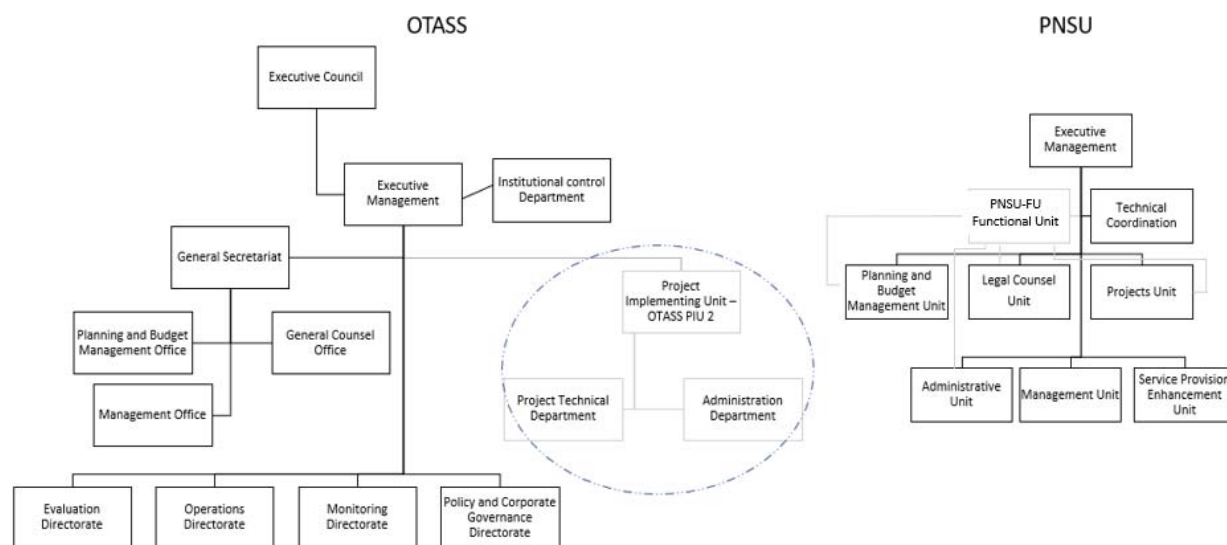 OTASS
PNSU
Executive Council
Executive
Management
Institutional control
Department
General Secretariat
Project
Implementing Unit –
OTASS PIU 2
Planning and Budget
Management Office
General Counsel
Office
Management Office
Project Technical
Department
Administration
Department
Evaluation
Directorate
Operations
Directorate
Monitoring
Directorate
Policy and Corporate
Governance
Directorate
Executive
Management
PNSU-FU
Functional Unit
Technical
Coordination
Planning and
Budget
Management Unit
Legal Counsel
Unit
Projects Unit
Administrative
Unit
Management Unit
Service Provision
Enhancement
Unit